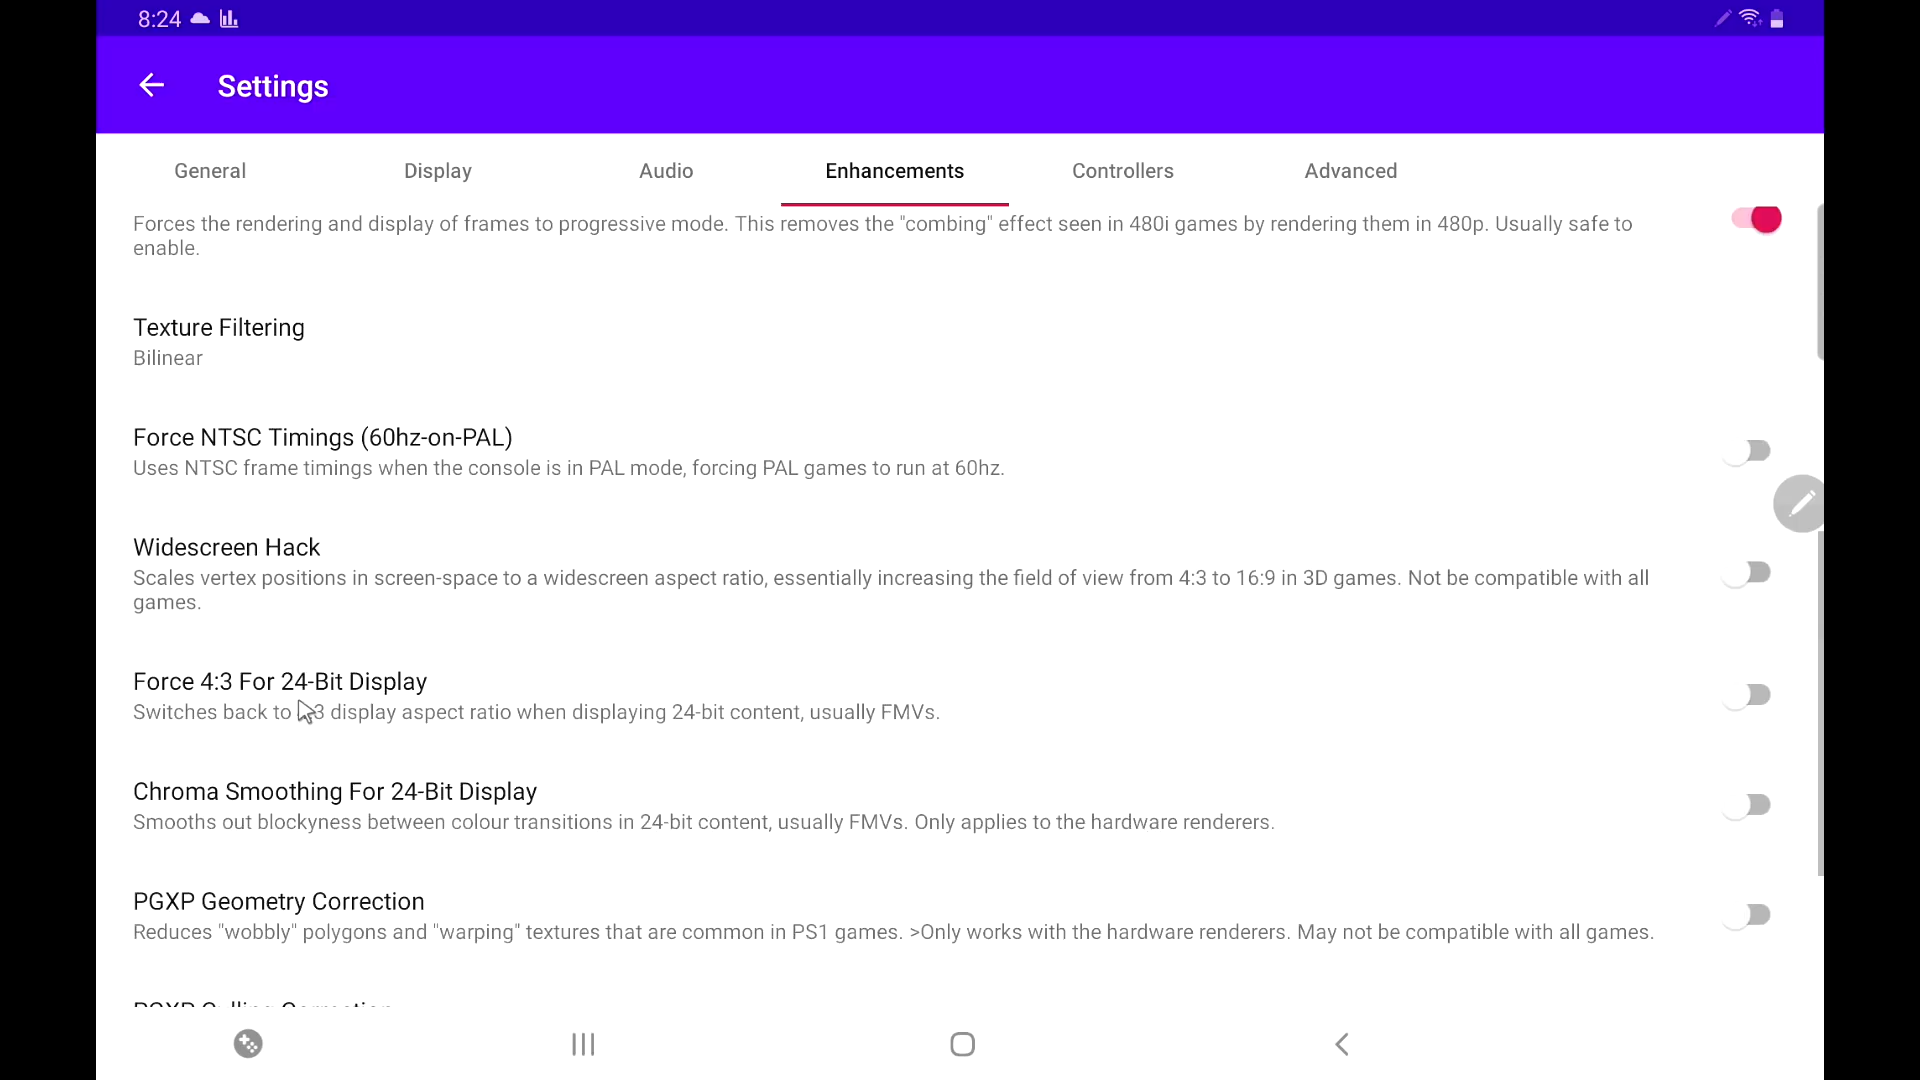 8:24
Settings
General Display Audio Enhancements Controllers Advanced
Forces the rendering and display of frames to progressive mode. This removes the "combing" effect seen in 480i games by rendering them in 480p. Usually safe to
enable.
Texture Filtering
Bilinear
Force NTSC Timings (60hz-on-PAL)
Uses NTSC frame timings when the console is in PAL mode, forcing PAL games to run at 60hz.
Widescreen Hack
Scales vertex positions in screen-space to a widescreen aspect ratio, essentially increasing the field of view from 4:3 to 16:9 in 3D games. Not be compatible with all
games.
Force 4:3 For 24-Bit Display
Switches back to 4:3 display aspect ratio when displaying 24-bit content, usually FMVs.
Chroma Smoothing For 24-Bit Display
Smooths out blockyness between colour transitions in 24-bit content, usually FMVs. Only applies to the hardware renderers.
PGXP Geometry Correction
Reduces "wobbly" polygons and "warping" textures that are common in PS1 games. >Only works with the hardware renderers. May not be compatible with all games.
PGXP Culling Correction